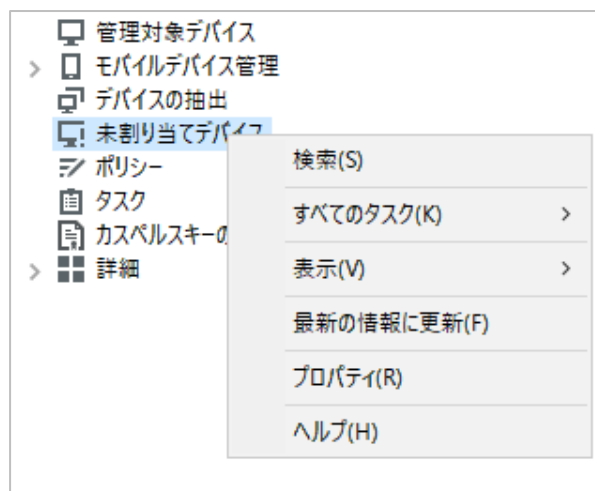 管理対象デバイス
モバイルデバイス管理
デバイスの抽出
未割り当てデバイス
ポリシー
タスク
カスペルスキーの
詳細
検索(S)
すべてのタスク(K)
表示(V)
最新の情報に更新(F)
プロパティ(R)
ヘルプ(H)